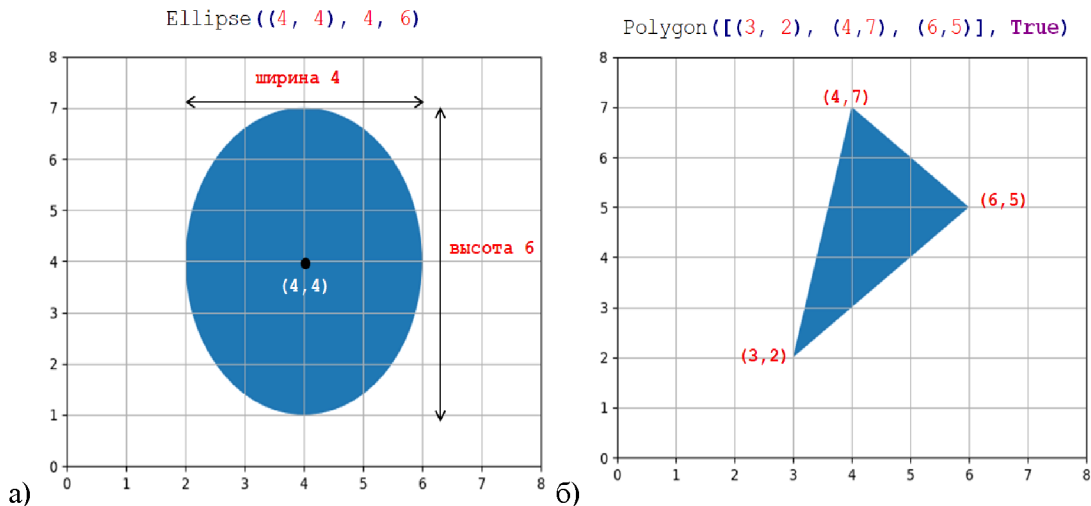 Ellipse((4, 4), 4, 6)
8
7
6
5
4
3
2
1
0
0 1 2 3 4 5 6 7 8
ширина 4
высота 6
(4,4)
а)
Polygon([(3, 2), (4,7), (6,5)], True)
8
7
6
5
4
3
2
1
0
0 1 2 3 4 5 6 7 8
(4,7)
(6,5)
(3,2)
б)